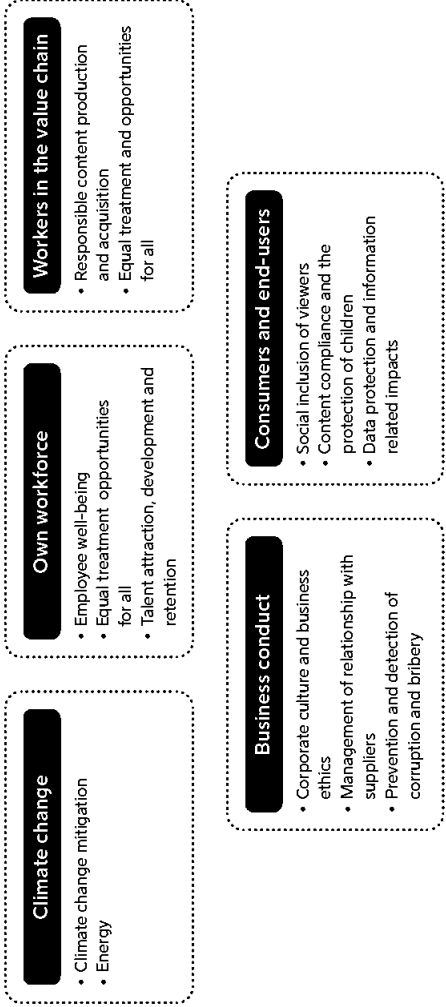 Climate change
• Climate change mitigation
• Energy
Own workforce
• Employee well-being
• Equal treatment opportunities
for all
• Talent attraction, development and
retention
Workers in the value chain
• Responsible content production
and acquisition
• Equal treatment and opportunities
for all
Business conduct
• Corporate culture and business
ethics
• Management of relationship with
suppliers
• Prevention and detection of
corruption and bribery
Consumers and end-users
• Social inclusion of viewers
• Content compliance and the
protection of children
• Data protection and information
related impacts